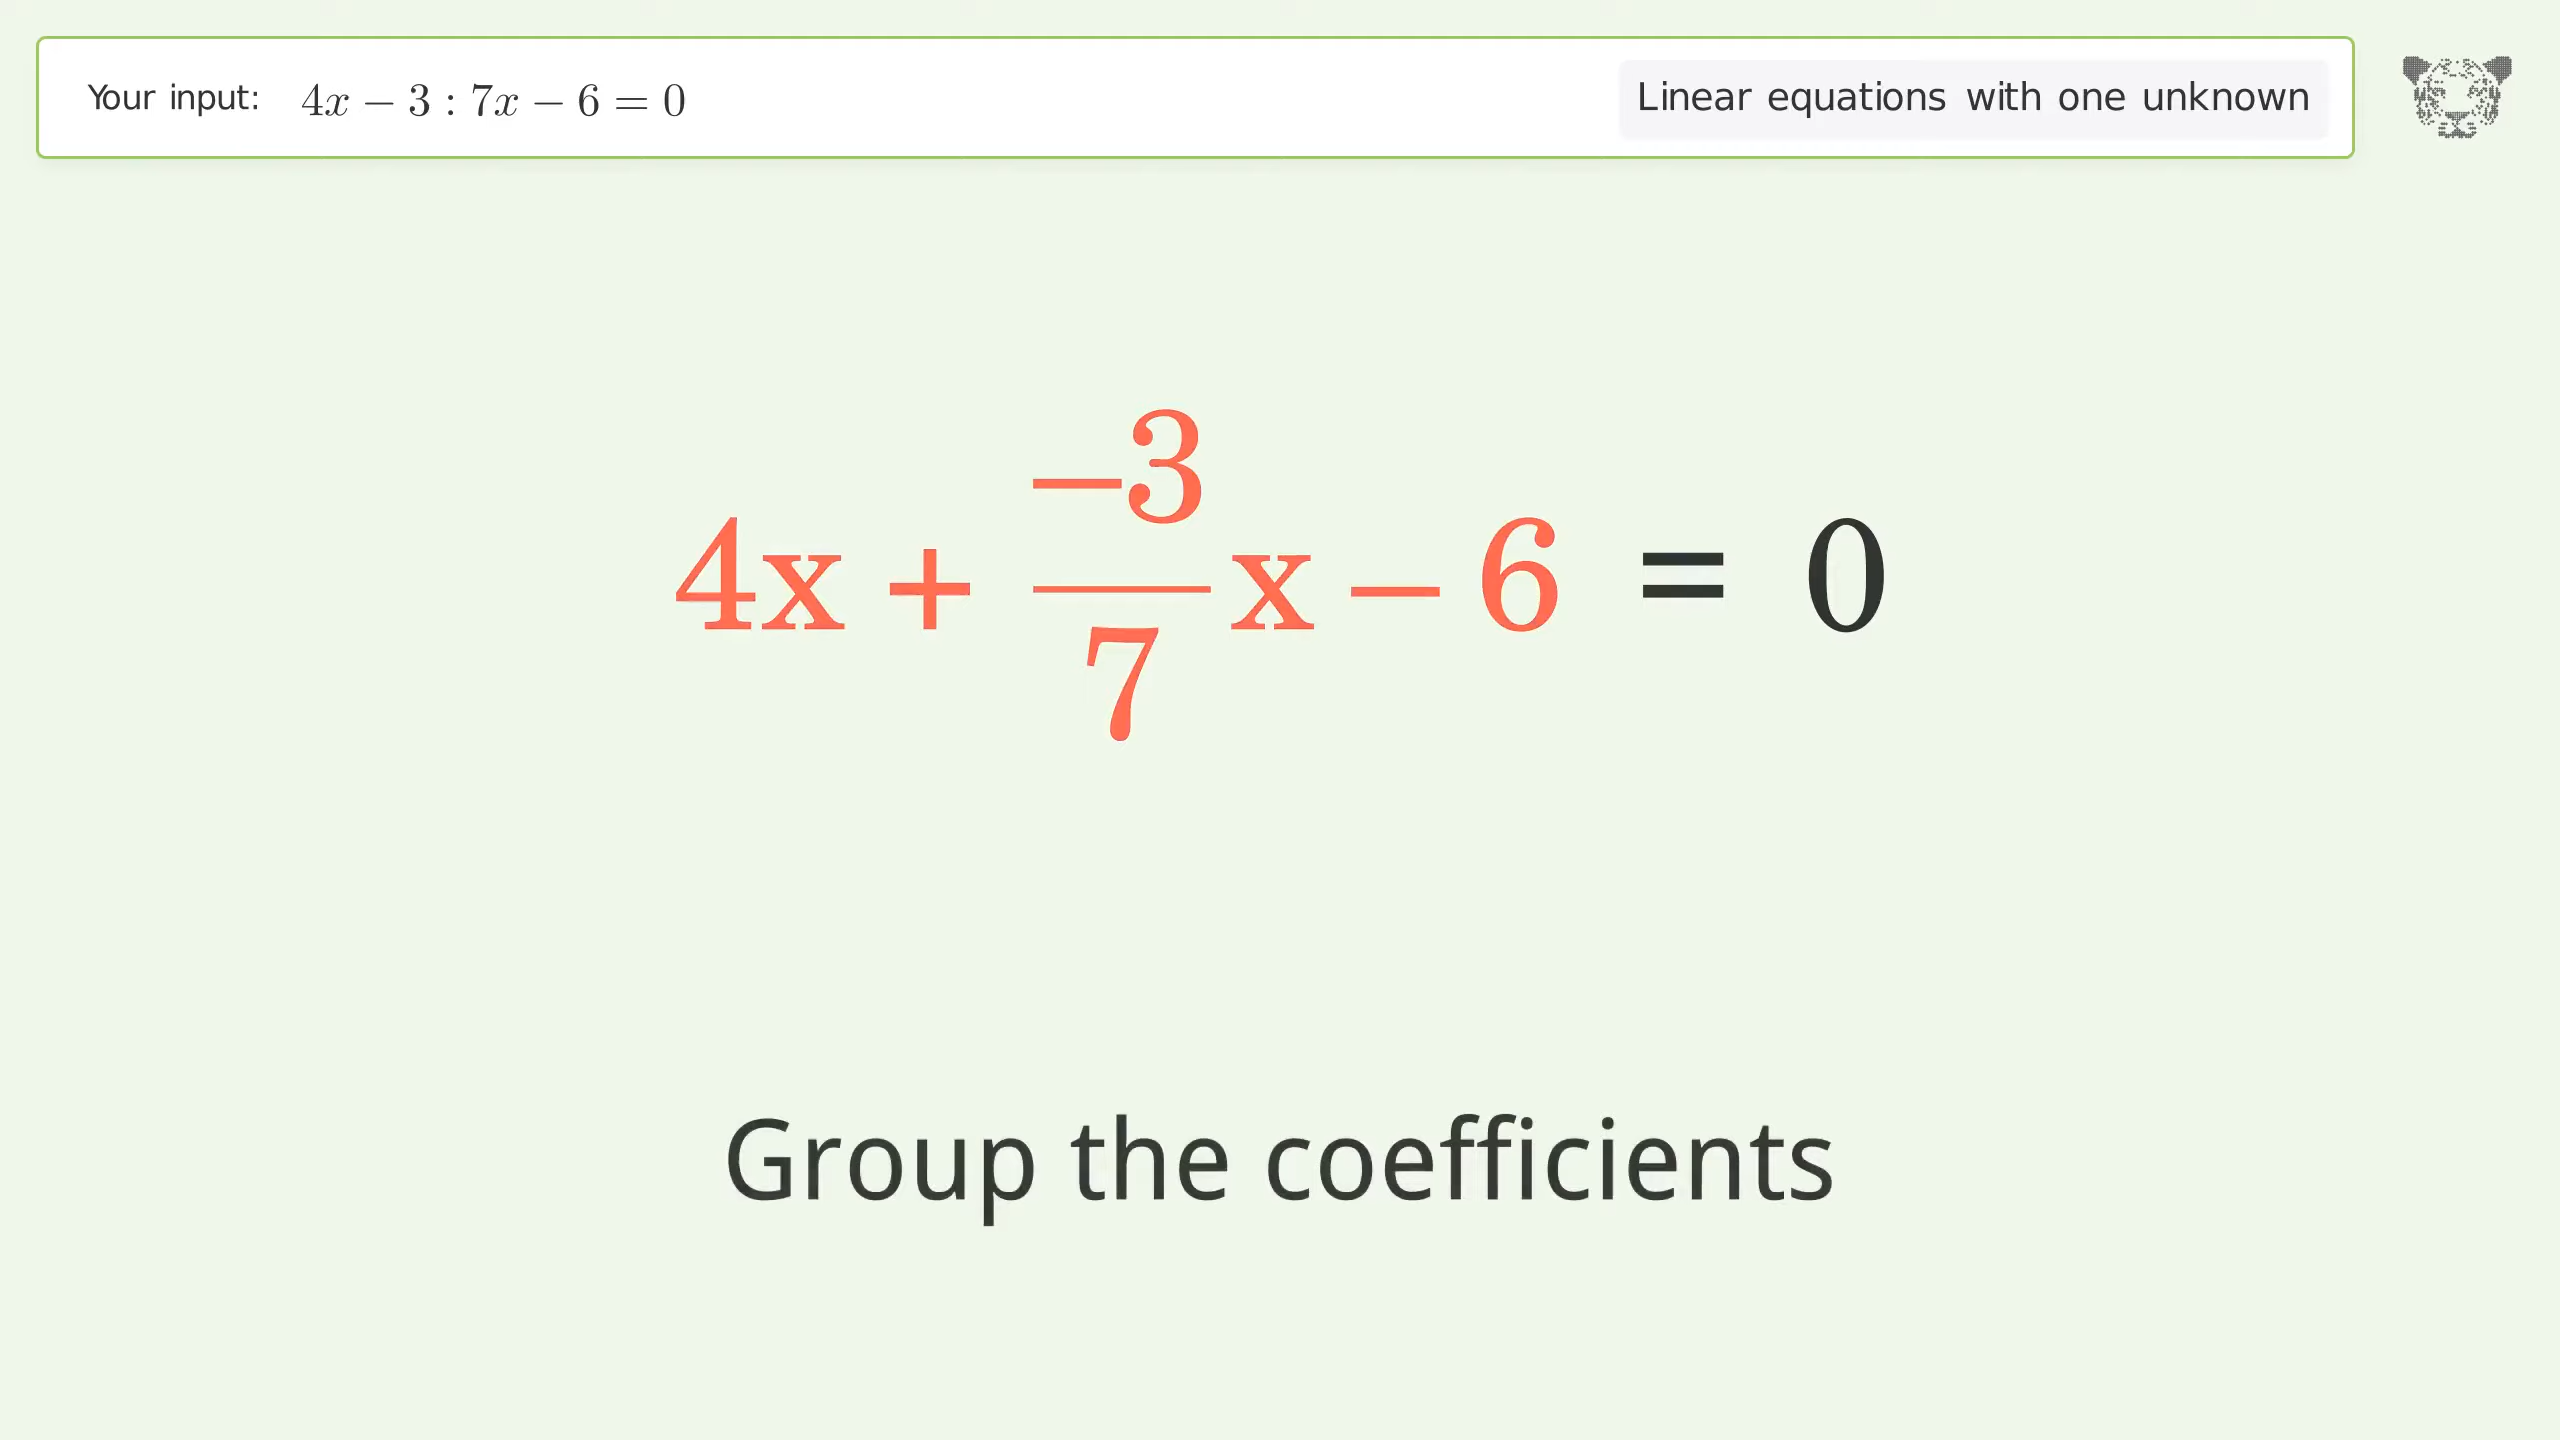 Your input: 4x − 3 : 7x − 6 = 0
Linear equations with one unknown
4x + −3/7 x − 6 = 0
Group the coefficients